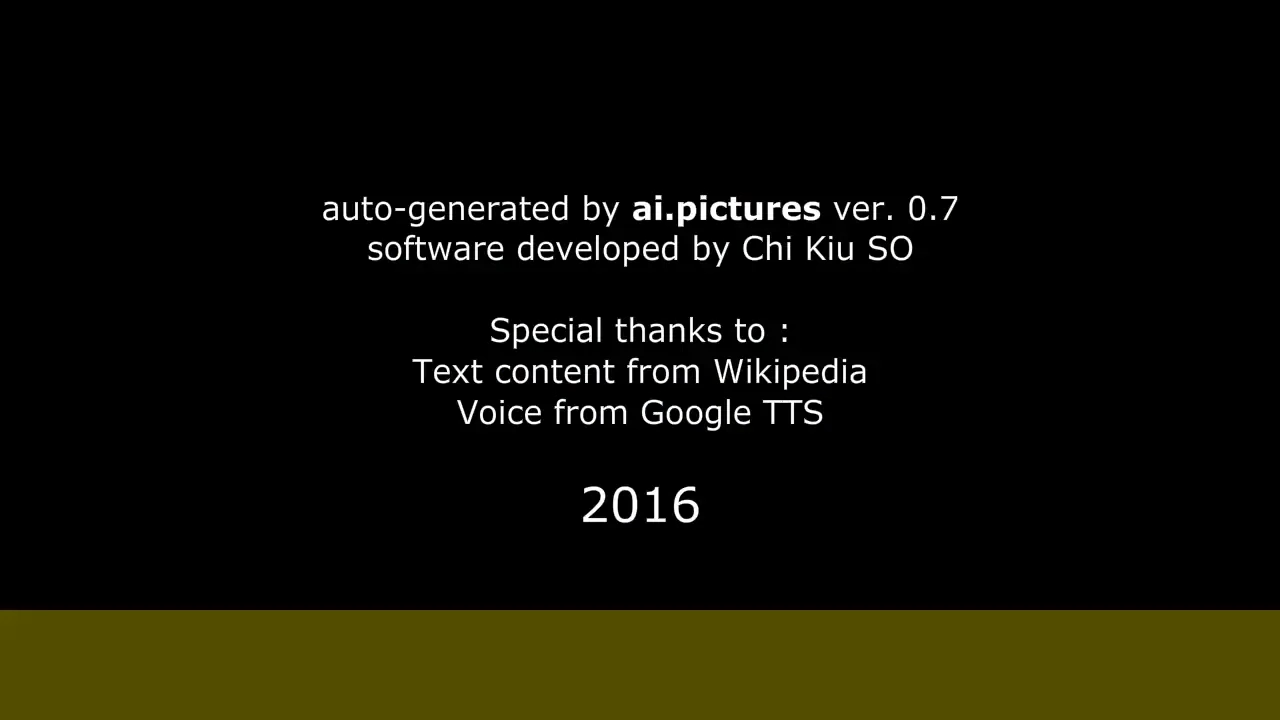 auto-generated by ai.pictures ver. 0.7
software developed by Chi Kiu SO
Special thanks to :
Text content from Wikipedia
Voice from Google TTS
2016